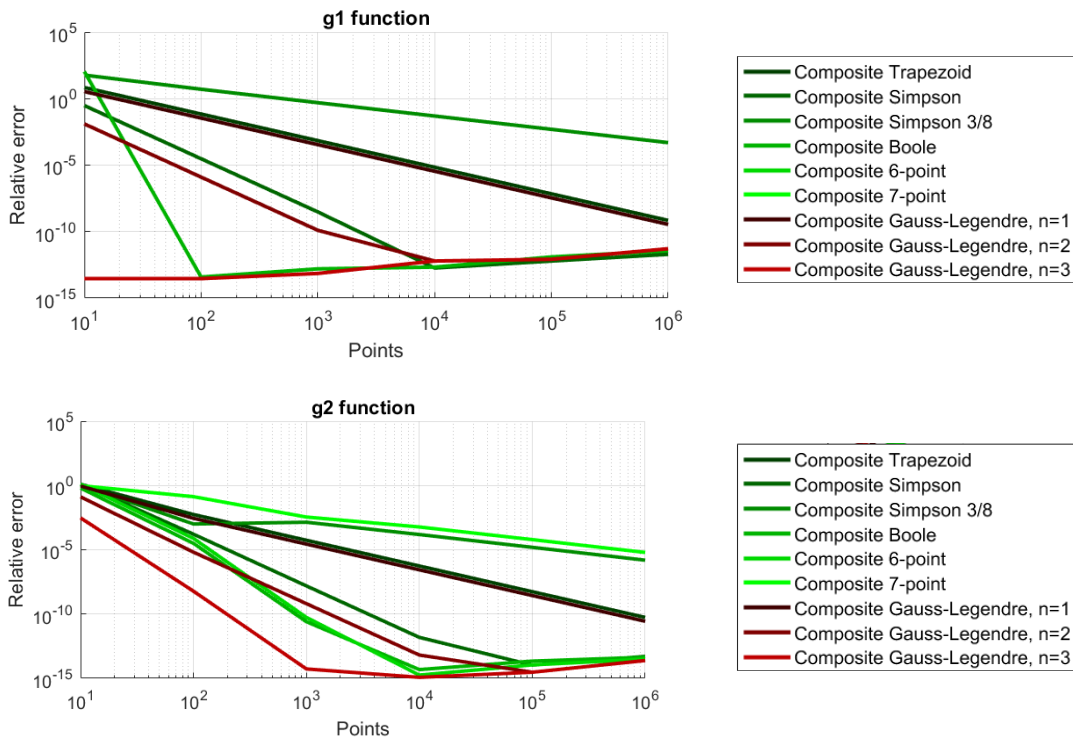 g1 function
10^5
10^0
10^-5
10^-10
10^-15
Relative error
10^1 10^2 10^3 10^4 10^5 10^6
Points
Composite Trapezoid
Composite Simpson
Composite Simpson 3/8
Composite Boole
Composite 6-point
Composite 7-point
Composite Gauss-Legendre, n=1
Composite Gauss-Legendre, n=2
Composite Gauss-Legendre, n=3
g2 function
10^5
10^0
10^-5
10^-10
10^-15
Relative error
10^1 10^2 10^3 10^4 10^5 10^6
Points
Composite Trapezoid
Composite Simpson
Composite Simpson 3/8
Composite Boole
Composite 6-point
Composite 7-point
Composite Gauss-Legendre, n=1
Composite Gauss-Legendre, n=2
Composite Gauss-Legendre, n=3